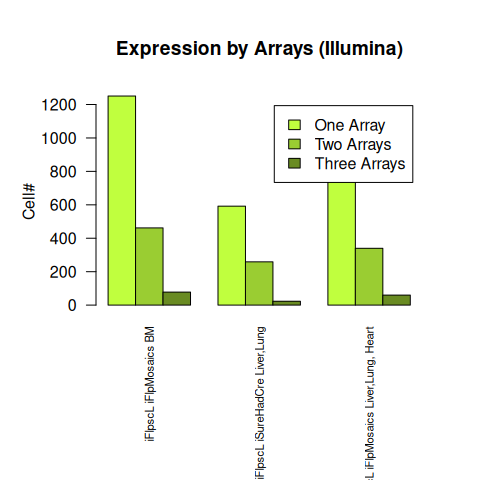 Expression by Arrays (Illumina)
Cell#
1200
1000
800
600
400
200
0
One Array
Two Arrays
Three Arrays
iFlpscL iFlpMosaics BM
iFlpscL iSureHadCre Liver,Lung
iFlpMosaics Liver,Lung, Heart